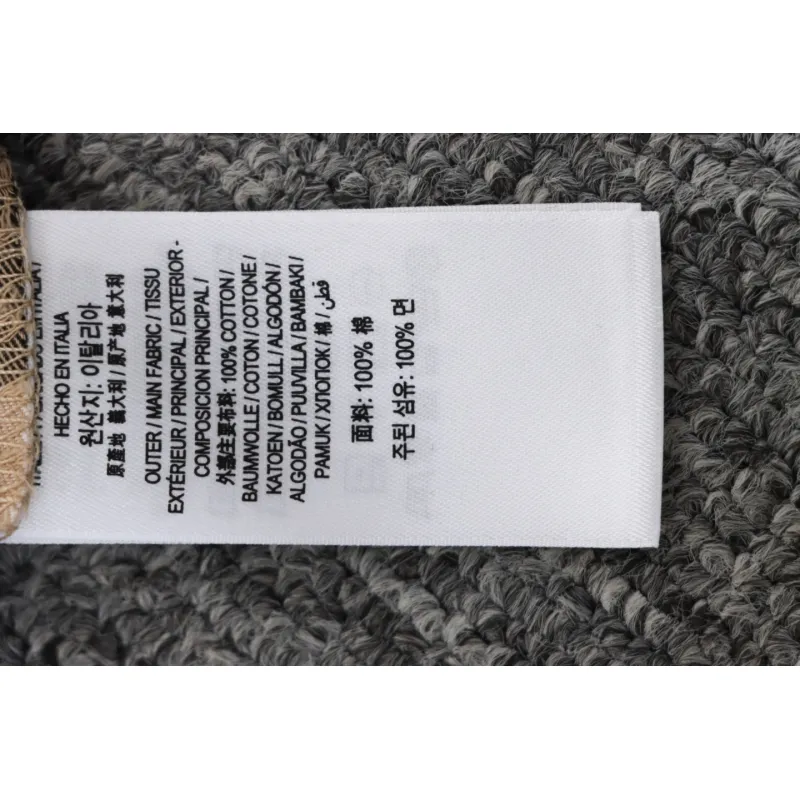 HECHO EN ITALIA
원산지: 이탈리아
原産地 義大利 / 原产地 意大利
OUTER / MAIN FABRIC / TISSU
EXTÉRIEUR / PRINCIPAL / EXTERIOR -
COMPOSICION PRINCIPAL /
外部主要布料: 100% COTTON /
BAUMWOLLE / COTON / COTONE /
KATOEN / BOMULL / ALGODÓN /
ALGODÃO / PUUVILLA / BAMBAKI /
PAMUK / ХЛОПОК / 棉 / قطن
面料: 100% 棉
주된 섬유: 100% 면